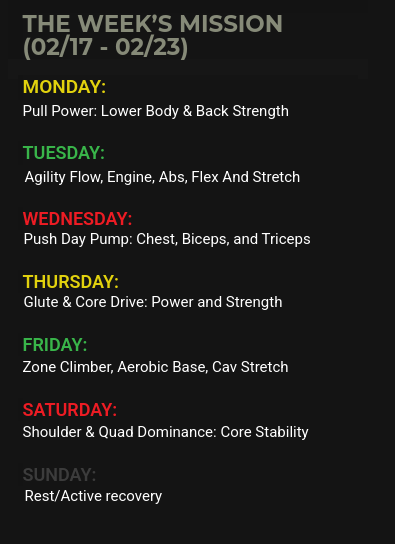 THE WEEK'S MISSION
(02/17 - 02/23)
MONDAY:
Pull Power: Lower Body & Back Strength
TUESDAY:
Agility Flow, Engine, Abs, Flex And Stretch
WEDNESDAY:
Push Day Pump: Chest, Biceps, and Triceps
THURSDAY:
Glute & Core Drive: Power and Strength
FRIDAY:
Zone Climber, Aerobic Base, Cav Stretch
SATURDAY:
Shoulder & Quad Dominance: Core Stability
SUNDAY:
Rest/Active recovery